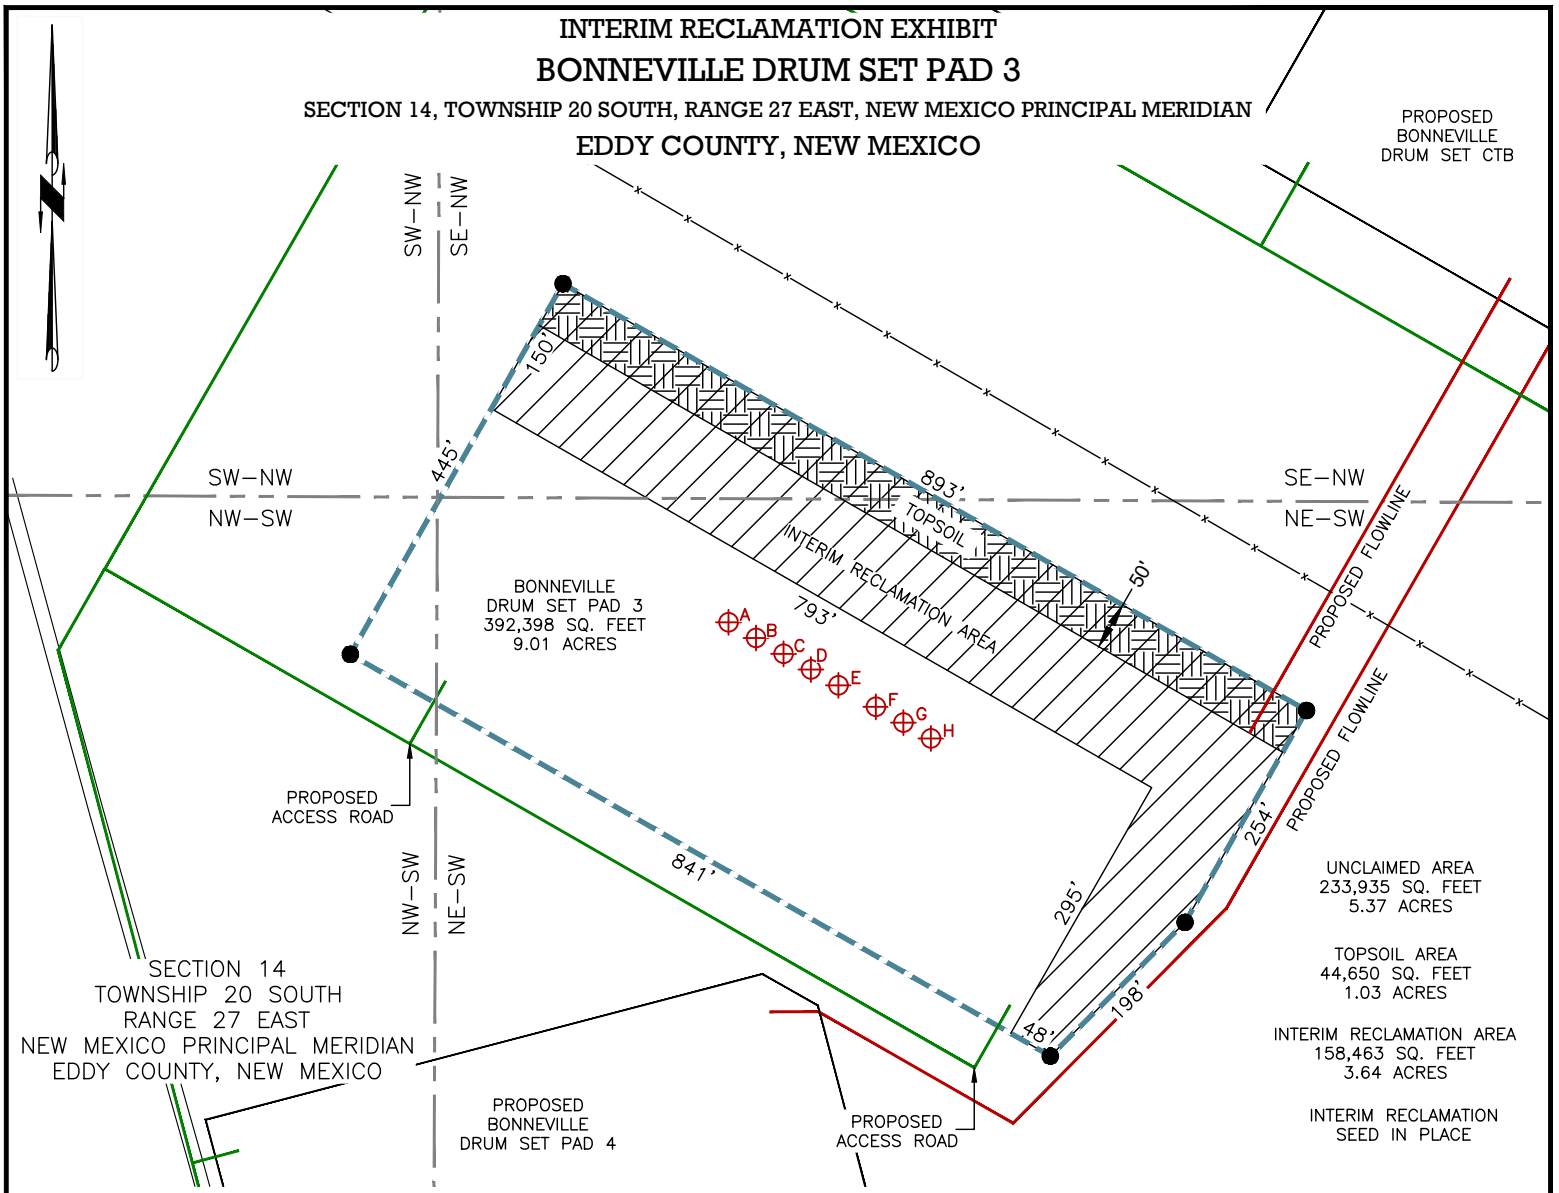 INTERIM RECLAMATION EXHIBIT
BONNEVILLE DRUM SET PAD 3
SECTION 14, TOWNSHIP 20 SOUTH, RANGE 27 EAST, NEW MEXICO PRINCIPAL MERIDIAN
EDDY COUNTY, NEW MEXICO
PROPOSED
BONNEVILLE
DRUM SET CTB
SW-NW
SE-NW
150'
445'
SW-NW
NW-SW
893'
TOPSOIL
INTERIM RECLAMATION AREA
793'
50'
SE-NW
NE-SW
PROPOSED FLOWLINE
PROPOSED FLOWLINE
BONNEVILLE
DRUM SET PAD 3
392,398 SQ. FEET
9.01 ACRES
A
B
C
D
E
F
G
H
PROPOSED
ACCESS ROAD
841'
295'
254'
198'
48'
NW-SW
NE-SW
UNCLAIMED AREA
233,935 SQ. FEET
5.37 ACRES
TOPSOIL AREA
44,650 SQ. FEET
1.03 ACRES
INTERIM RECLAMATION AREA
158,463 SQ. FEET
3.64 ACRES
INTERIM RECLAMATION
SEED IN PLACE
SECTION 14
TOWNSHIP 20 SOUTH
RANGE 27 EAST
NEW MEXICO PRINCIPAL MERIDIAN
EDDY COUNTY, NEW MEXICO
PROPOSED
BONNEVILLE
DRUM SET PAD 4
PROPOSED
ACCESS ROAD